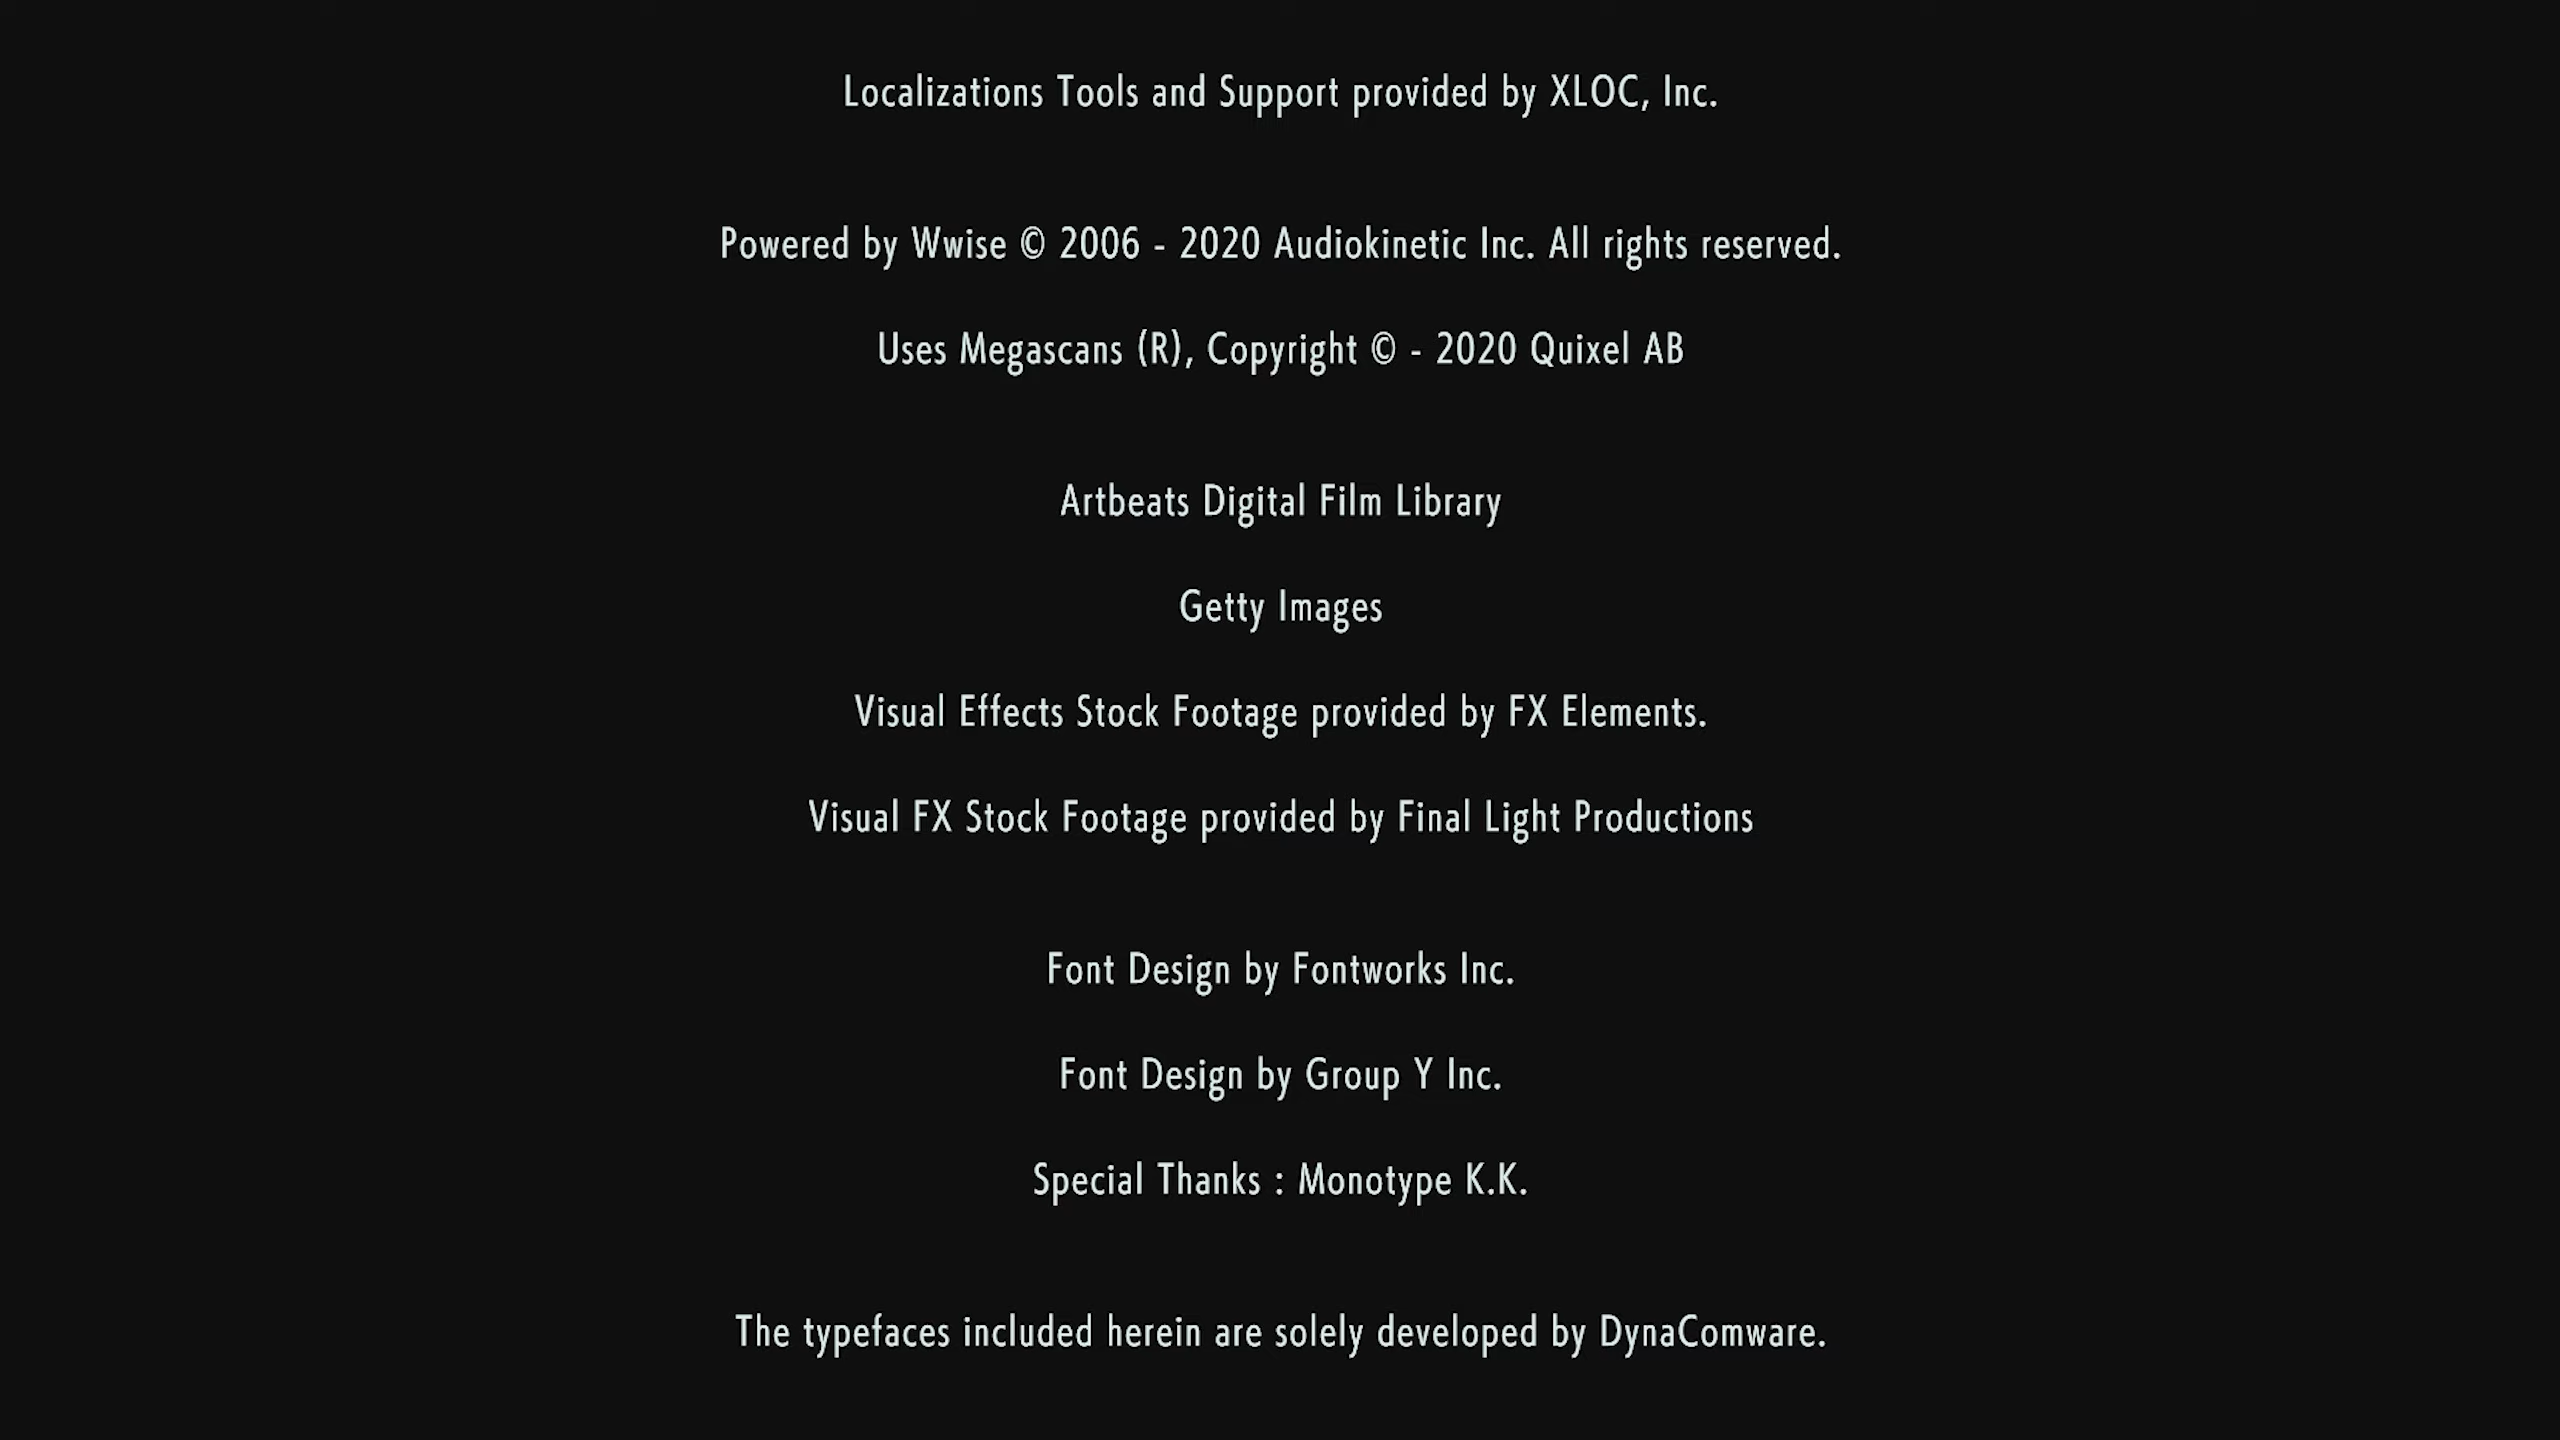 Localizations Tools and Support provided by XLOC, Inc.
Powered by Wwise © 2006 - 2020 Audiokinetic Inc. All rights reserved.
Uses Megascans (R), Copyright © - 2020 Quixel AB
Artbeats Digital Film Library
Getty Images
Visual Effects Stock Footage provided by FX Elements.
Visual FX Stock Footage provided by Final Light Productions
Font Design by Fontworks Inc.
Font Design by Group Y Inc.
Special Thanks : Monotype K.K.
The typefaces included herein are solely developed by DynaComware.